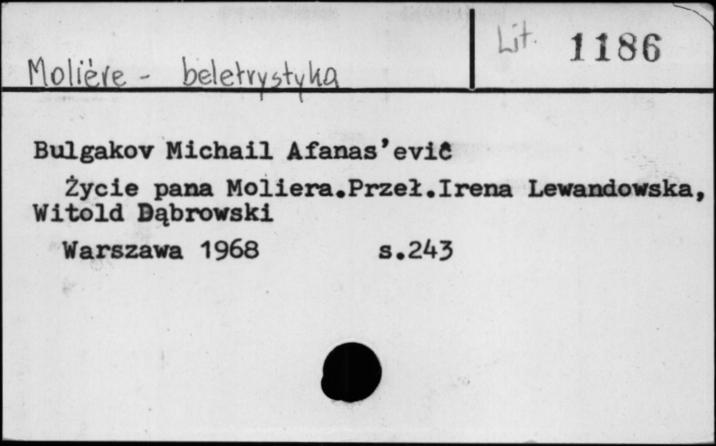 Molière - beletrystyka
Lit. 1186
Bulgakov Michail Afanas'evič
Życie pana Moliera.Przeł.Irena Lewandowska,
Witold Dąbrowski
Warszawa 1968 s.243